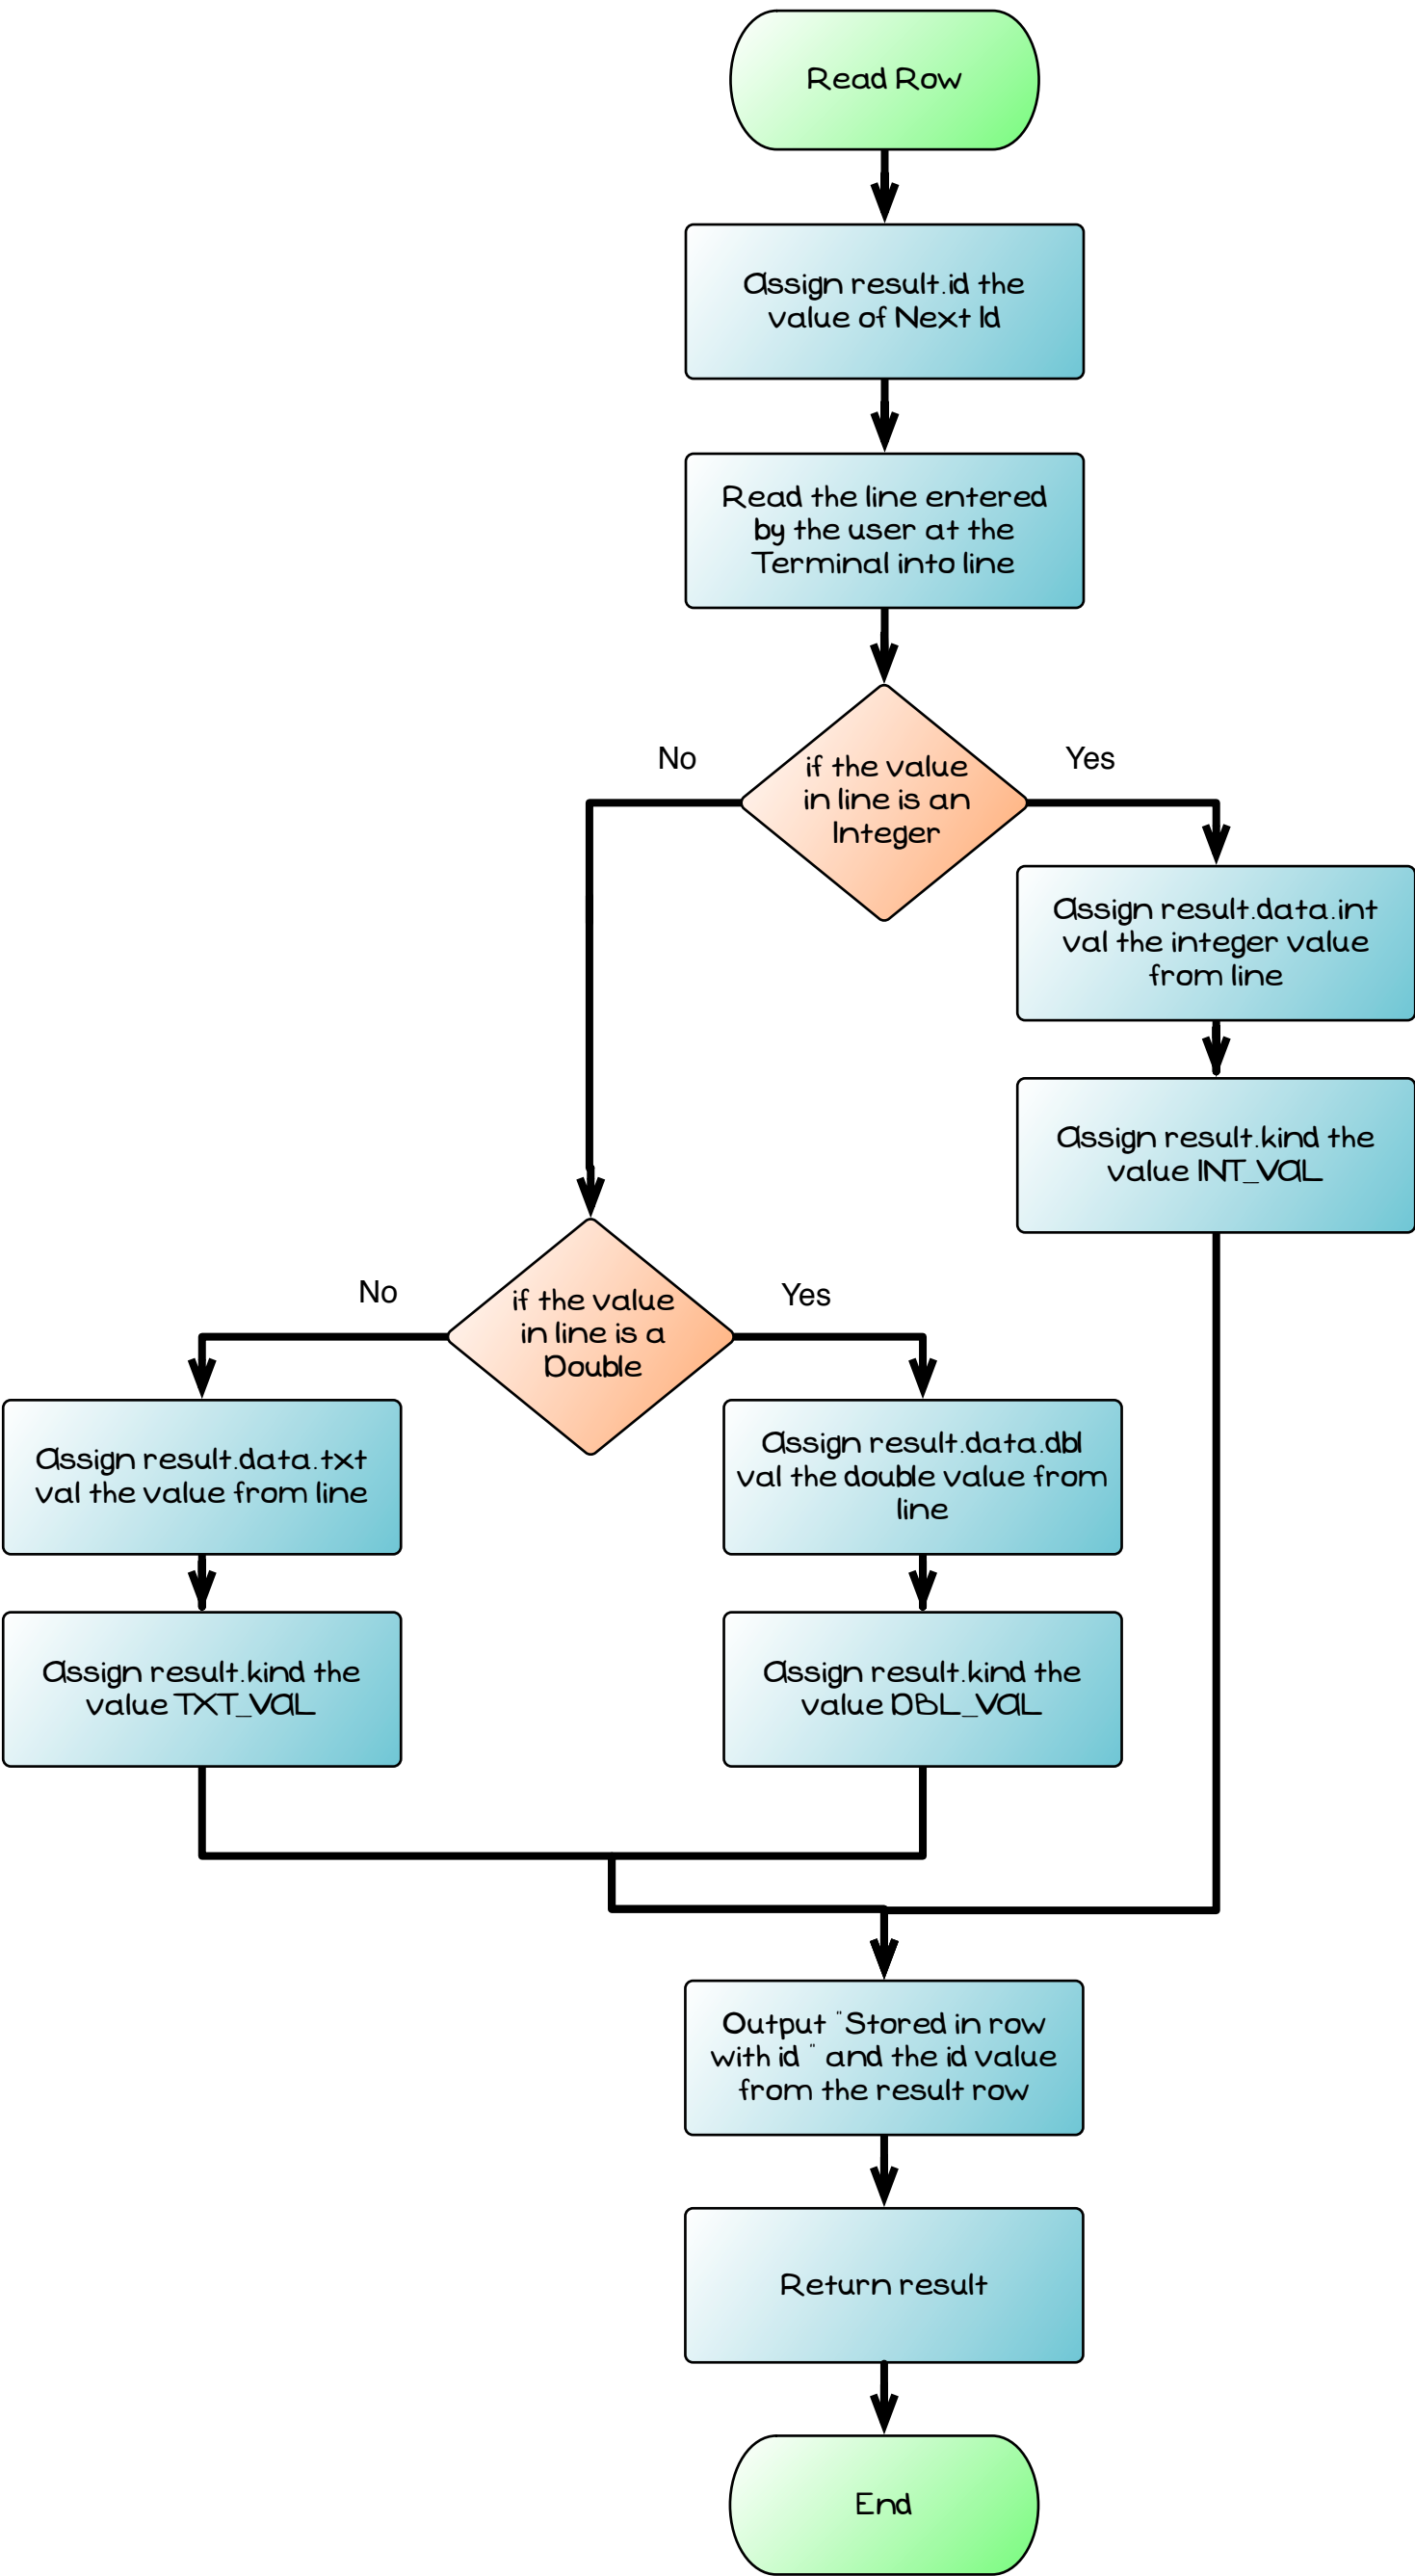 Read Row
Assign result.id the
value of Next Id
Read the line entered
by the user at the
Terminal into line
if the value
in line is an
Integer
No
Yes
Assign result.data.int
val the integer value
from line
Assign result.kind the
value INT_VAL
if the value
in line is a
Double
No
Yes
Assign result.data.txt
val the value from line
Assign result.kind the
value TXT_VAL
Assign result.data.dbl
val the double value from
line
Assign result.kind the
value DBL_VAL
Output "Stored in row
with id " and the id value
from the result row
Return result
End